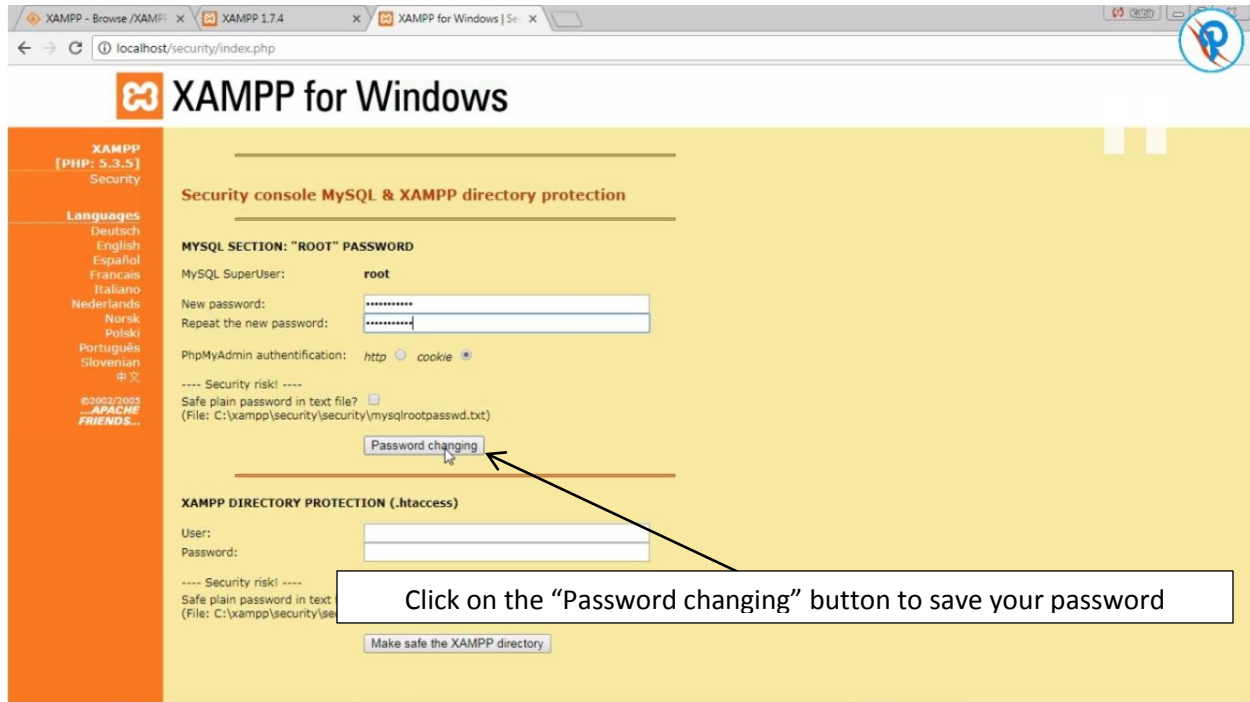 XAMPP - Browse /XAMP
XAMPP 1.7.4
XAMPP for Windows | Se
localhost/security/index.php
XAMPP for Windows
XAMPP
[PHP: 5.3.5]
Security
Languages
Deutsch
English
Español
Francais
Italiano
Nederlands
Norsk
Polski
Português
Slovenian
中文
©2002/2005
...APACHE
FRIENDS...
Security console MySQL & XAMPP directory protection
MYSQL SECTION: "ROOT" PASSWORD
MySQL SuperUser: root
New password: •••••••••••
Repeat the new password: •••••••••••
PhpMyAdmin authentification: http cookie
---- Security risk! ----
Safe plain password in text file?
(File: C:\xampp\security\security\mysqlrootpasswd.txt)
Password changing
XAMPP DIRECTORY PROTECTION (.htaccess)
User:
Password:
---- Security risk! ----
Safe plain password in text
(File: C:\xampp\security\se
Click on the “Password changing” button to save your password
Make safe the XAMPP directory